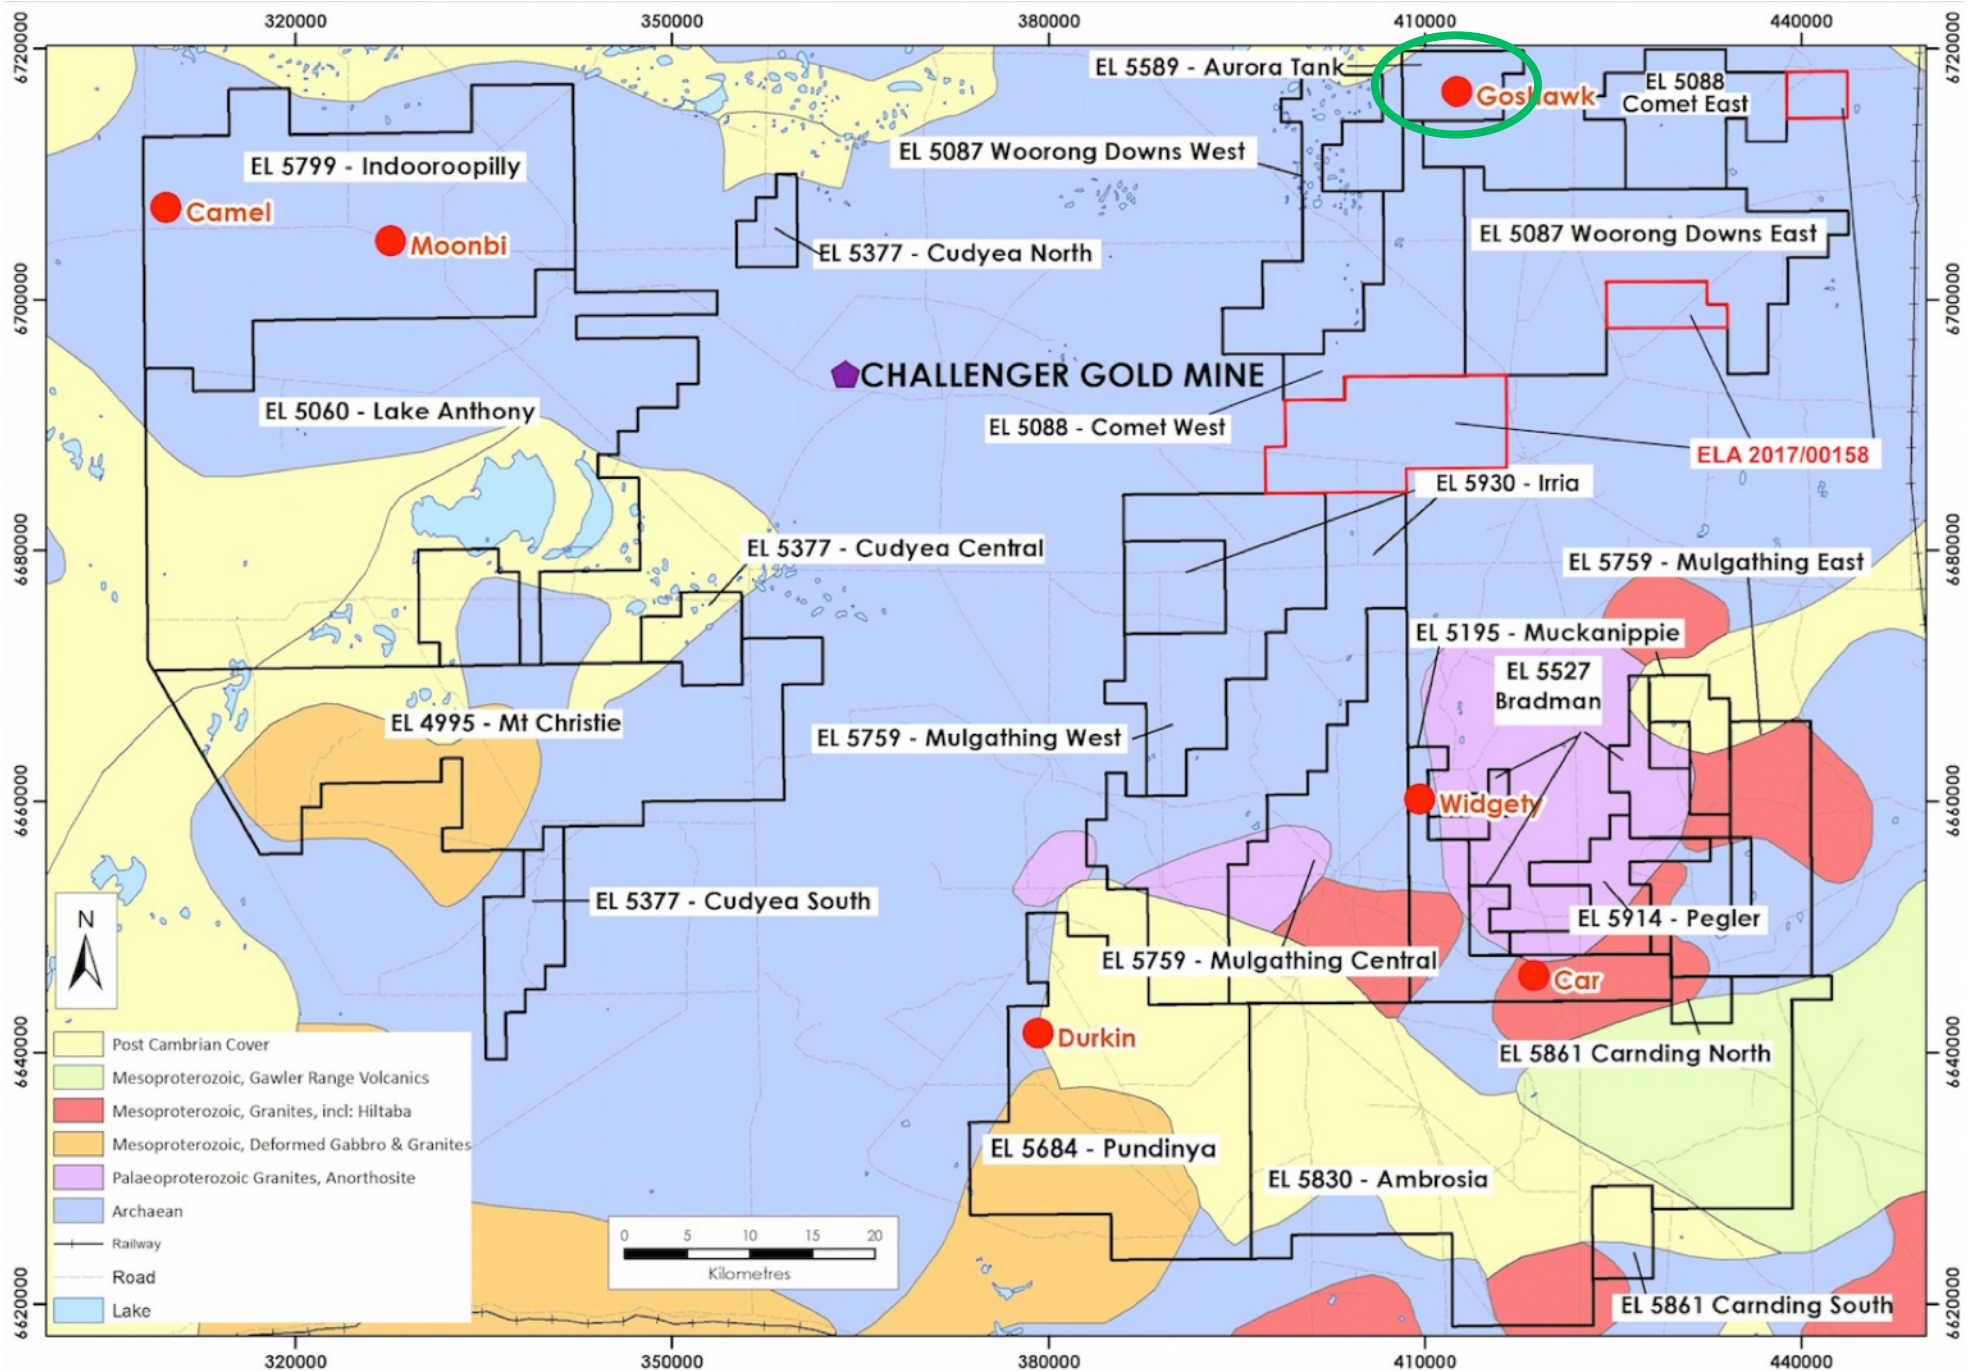 320000
350000
380000
410000
440000
6720000
6720000
EL 5589 - Aurora Tank
Goshawk
EL 5088
Comet East
EL 5087 Woorong Downs West
EL 5799 - Indooroopilly
Camel
Moonbi
EL 5377 - Cudyea North
EL 5087 Woorong Downs East
6700000
6700000
CHALLENGER GOLD MINE
EL 5060 - Lake Anthony
EL 5088 - Comet West
ELA 2017/00158
EL 5930 - Irria
6680000
6680000
EL 5377 - Cudyea Central
EL 5759 - Mulgathing East
EL 5195 - Muckanippie
EL 5527
Bradman
EL 4995 - Mt Christie
EL 5759 - Mulgathing West
6660000
6660000
Widgety
EL 5377 - Cudyea South
EL 5914 - Pegler
EL 5759 - Mulgathing Central
Car
N
6640000
6640000
Durkin
EL 5861 Carnding North
Post Cambrian Cover
Mesoproterozoic, Gawler Range Volcanics
Mesoproterozoic, Granites, incl: Hiltaba
Mesoproterozoic, Deformed Gabbro & Granites
Palaeoproterozoic Granites, Anorthosite
Archaean
Railway
Road
Lake
EL 5684 - Pundinya
EL 5830 - Ambrosia
0 5 10 15 20
Kilometres
EL 5861 Carnding South
6620000
6620000
320000
350000
380000
410000
440000